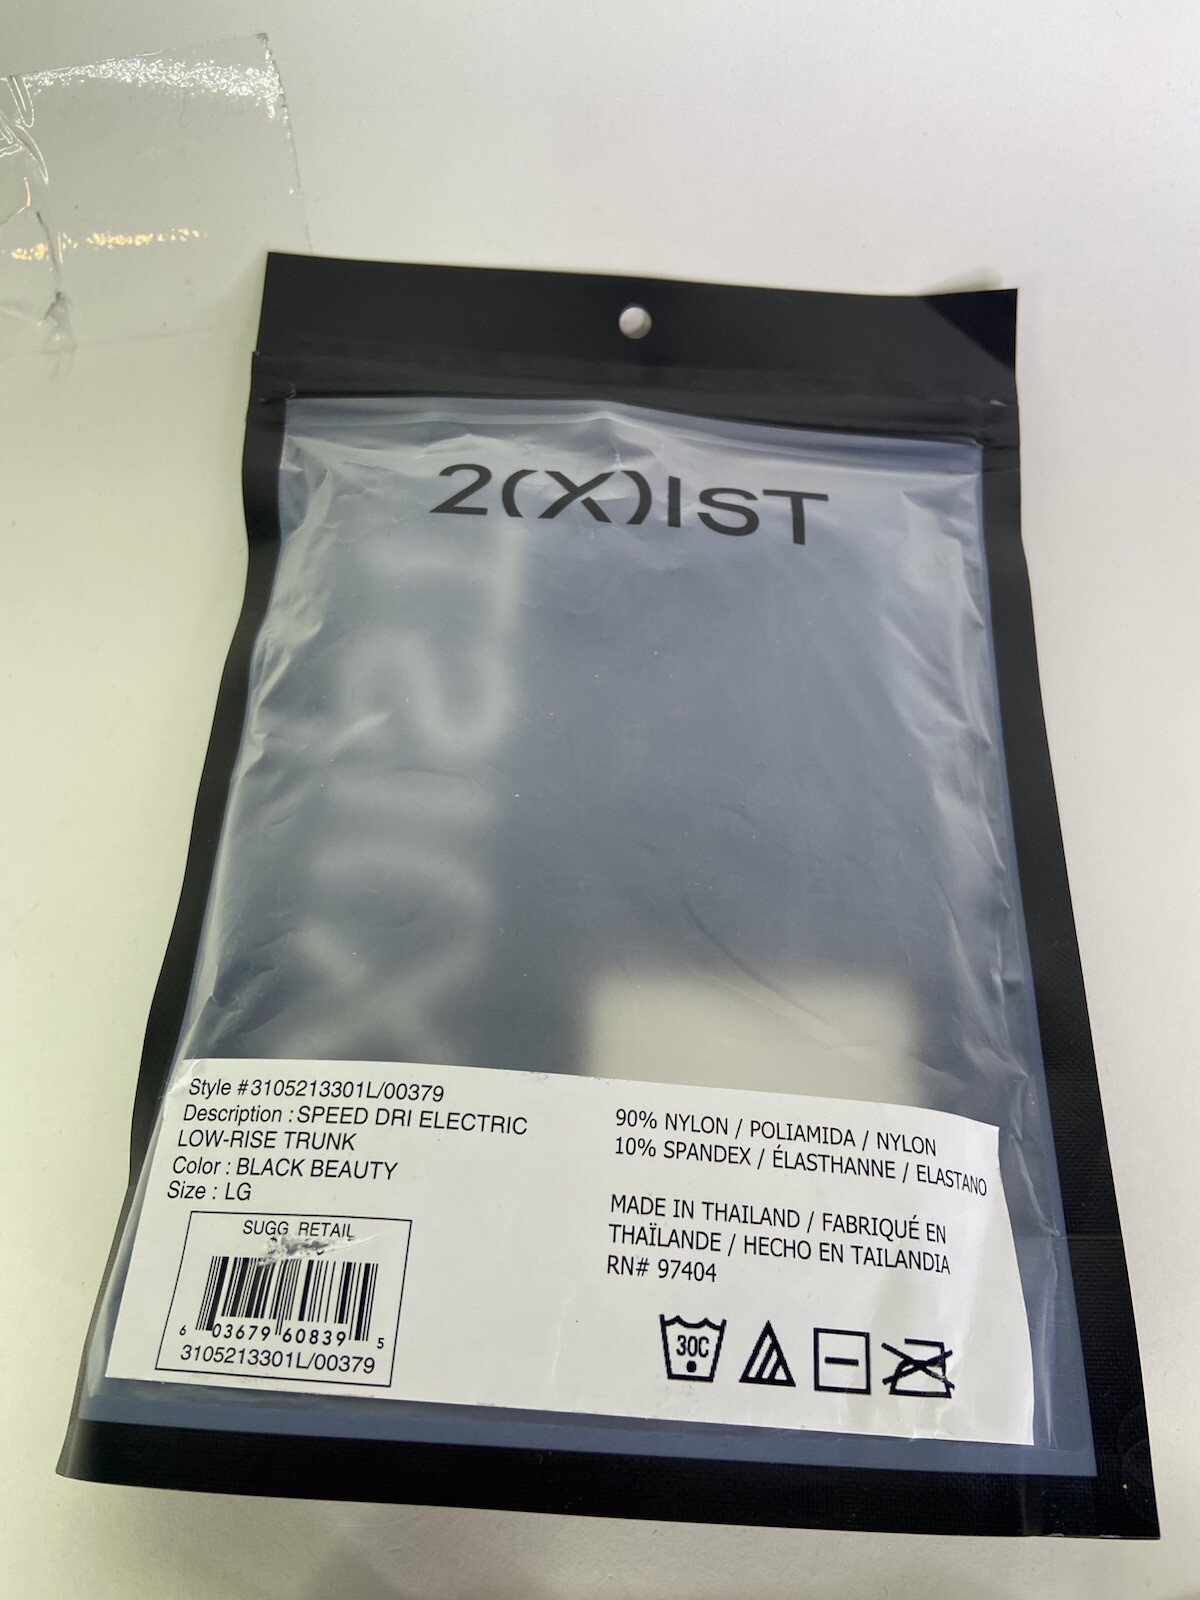 2(X)IST
Style #3105213301L/00379
Description : SPEED DRI ELECTRIC
LOW-RISE TRUNK
Color : BLACK BEAUTY
Size : LG
SUGG RETAIL
6 03679 60839 5
3105213301L/00379
90% NYLON / POLIAMIDA / NYLON
10% SPANDEX / ÉLASTHANNE / ELASTANO
MADE IN THAILAND / FABRIQUÉ EN
THAÏLANDE / HECHO EN TAILANDIA
RN# 97404
30C